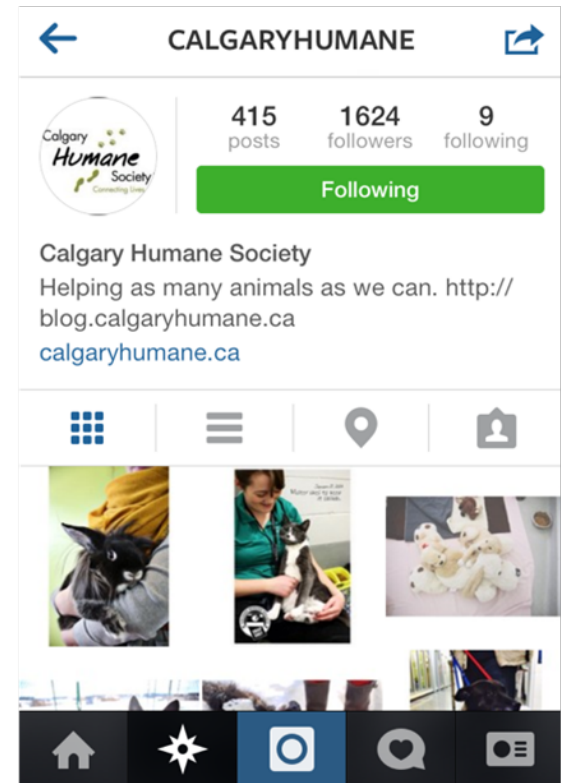 CALGARYHUMANE
Calgary
Humane
Society
Connecting Lives
415 1624 9
posts followers following
Following
Calgary Humane Society
Helping as many animals as we can. http://
blog.calgaryhumane.ca
calgaryhumane.ca